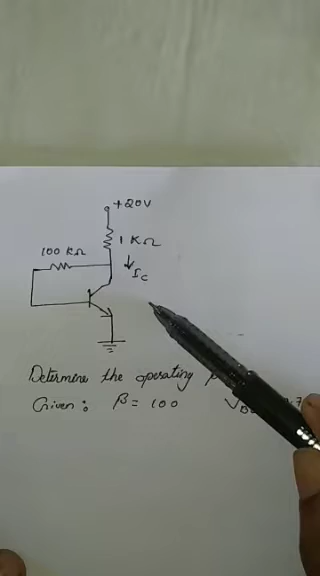 +20V
1 KΩ
100 KΩ
Ic
Determine the operating
Given : β = 100